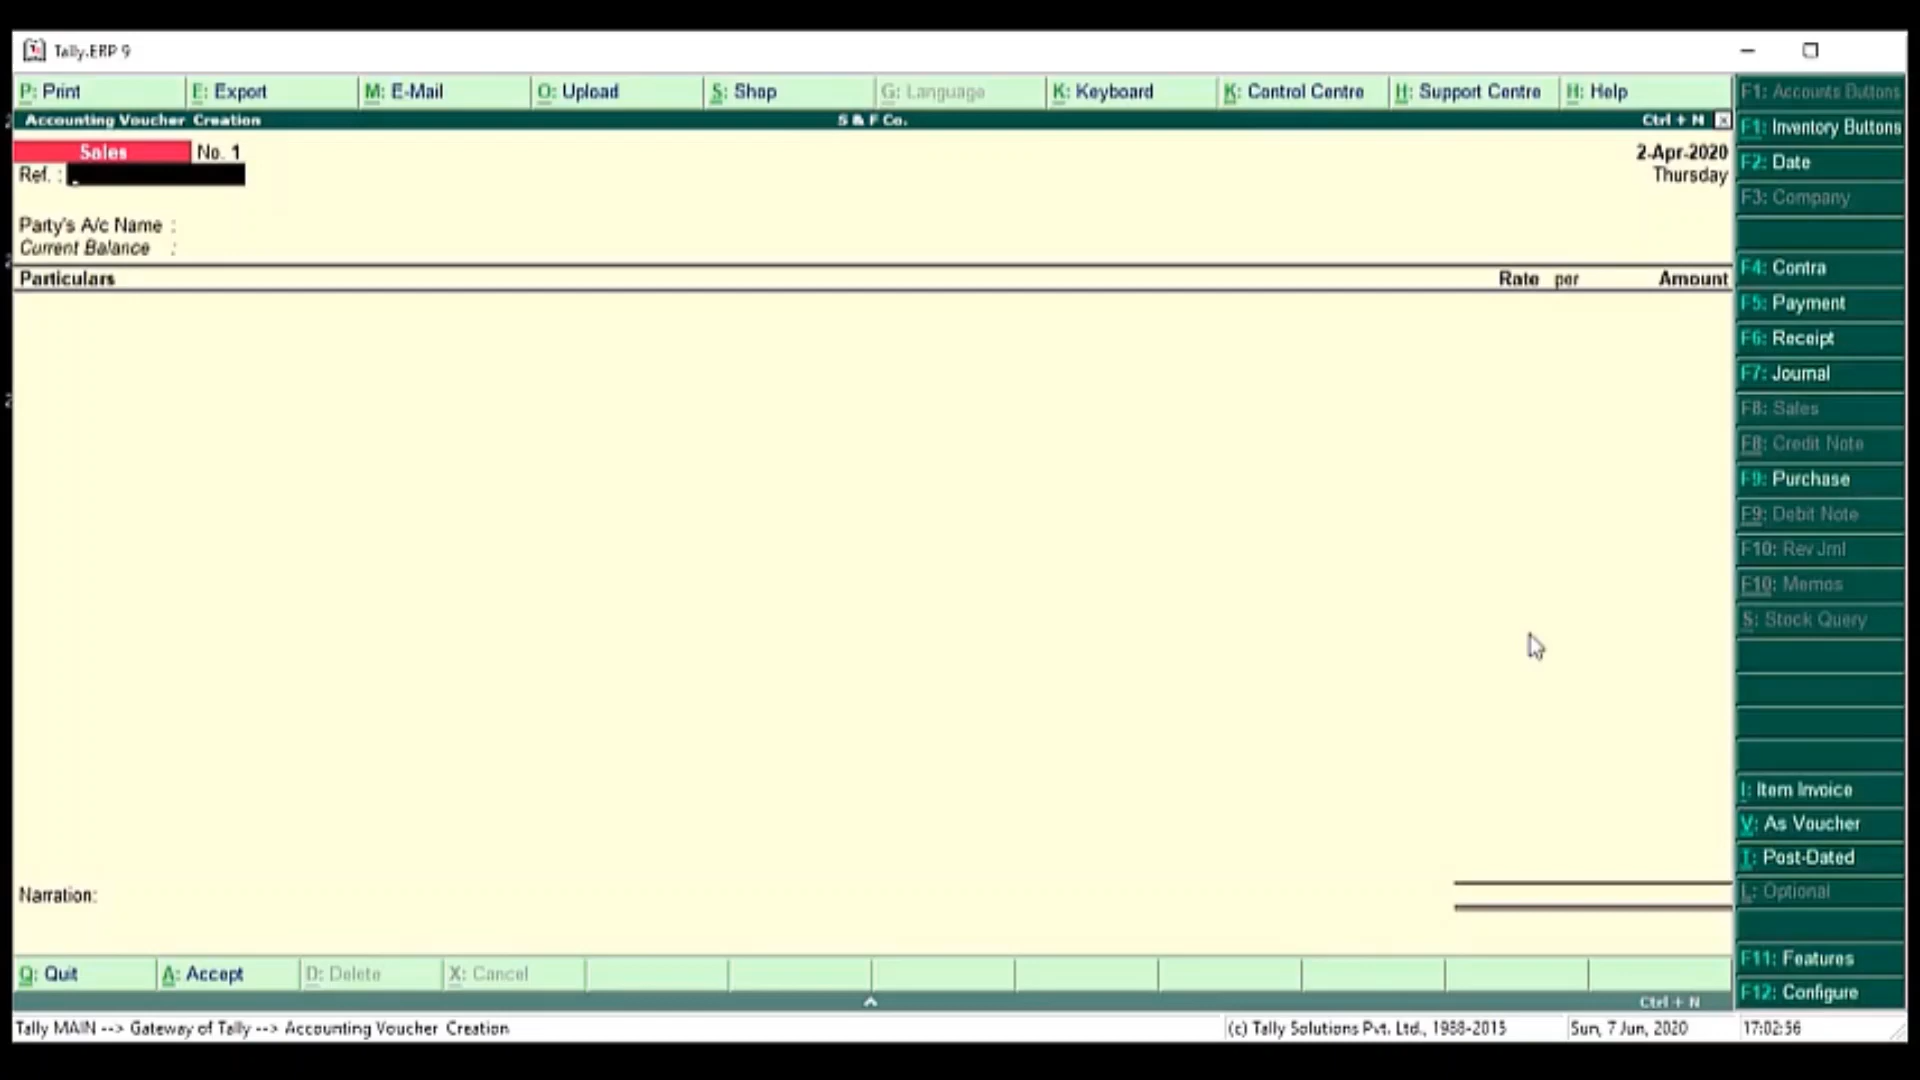 Tally.ERP 9
P: Print E: Export M: E-Mail O: Upload S: Shop G: Language K: Keyboard K: Control Centre H: Support Centre H: Help
Accounting Voucher Creation S & F Co. Ctrl + M
Sales No. 1 2-Apr-2020
Ref. : Thursday
Party's A/c Name :
Current Balance :
Particulars Rate per Amount
Narration:
Q: Quit A: Accept D: Delete X: Cancel
Ctrl + N
Tally MAIN --> Gateway of Tally --> Accounting Voucher Creation (c) Tally Solutions Pvt. Ltd., 1988-2015 Sun, 7 Jun, 2020 17:02:56
F1: Accounts Buttons
F1: Inventory Buttons
F2: Date
F3: Company
F4: Contra
F5: Payment
F6: Receipt
F7: Journal
F8: Sales
F8: Credit Note
F9: Purchase
F9: Debit Note
F10: Rev Jrnl
F10: Memos
S: Stock Query
I: Item Invoice
V: As Voucher
T: Post-Dated
L: Optional
F11: Features
F12: Configure